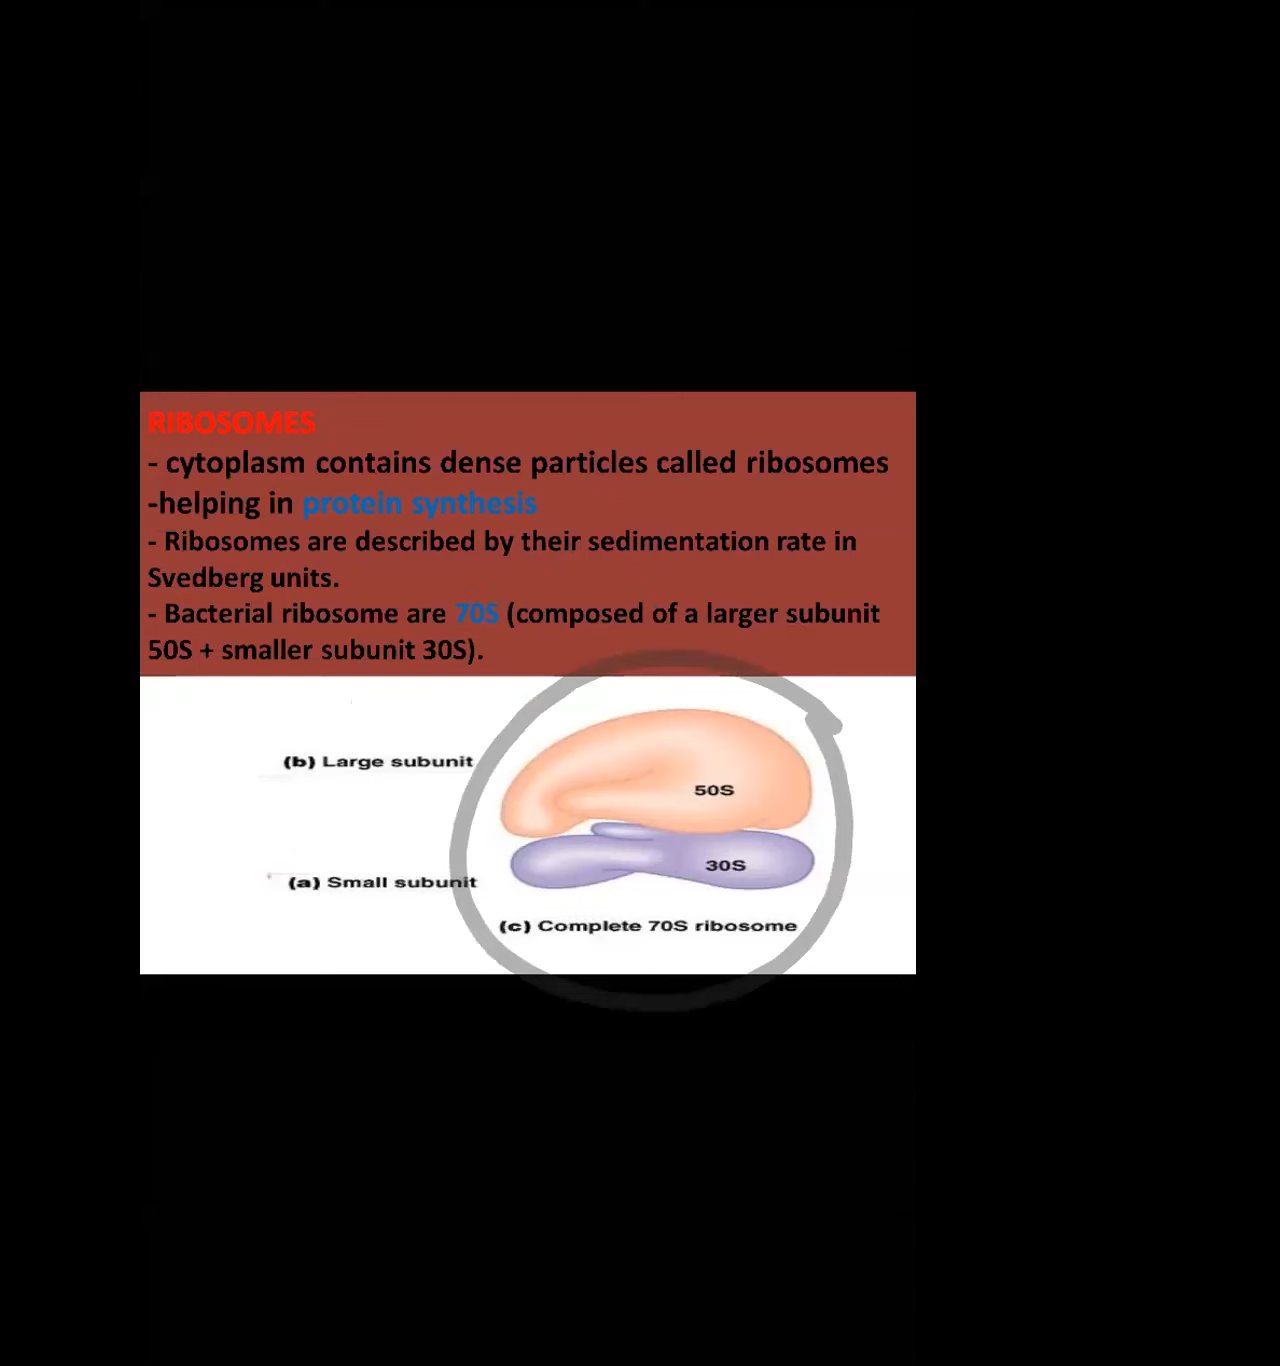 RIBOSOMES
- cytoplasm contains dense particles called ribosomes
-helping in protein synthesis
- Ribosomes are described by their sedimentation rate in
Svedberg units.
- Bacterial ribosome are 70S (composed of a larger subunit
50S + smaller subunit 30S).
(b) Large subunit
50S
30S
(a) Small subunit
(c) Complete 70S ribosome